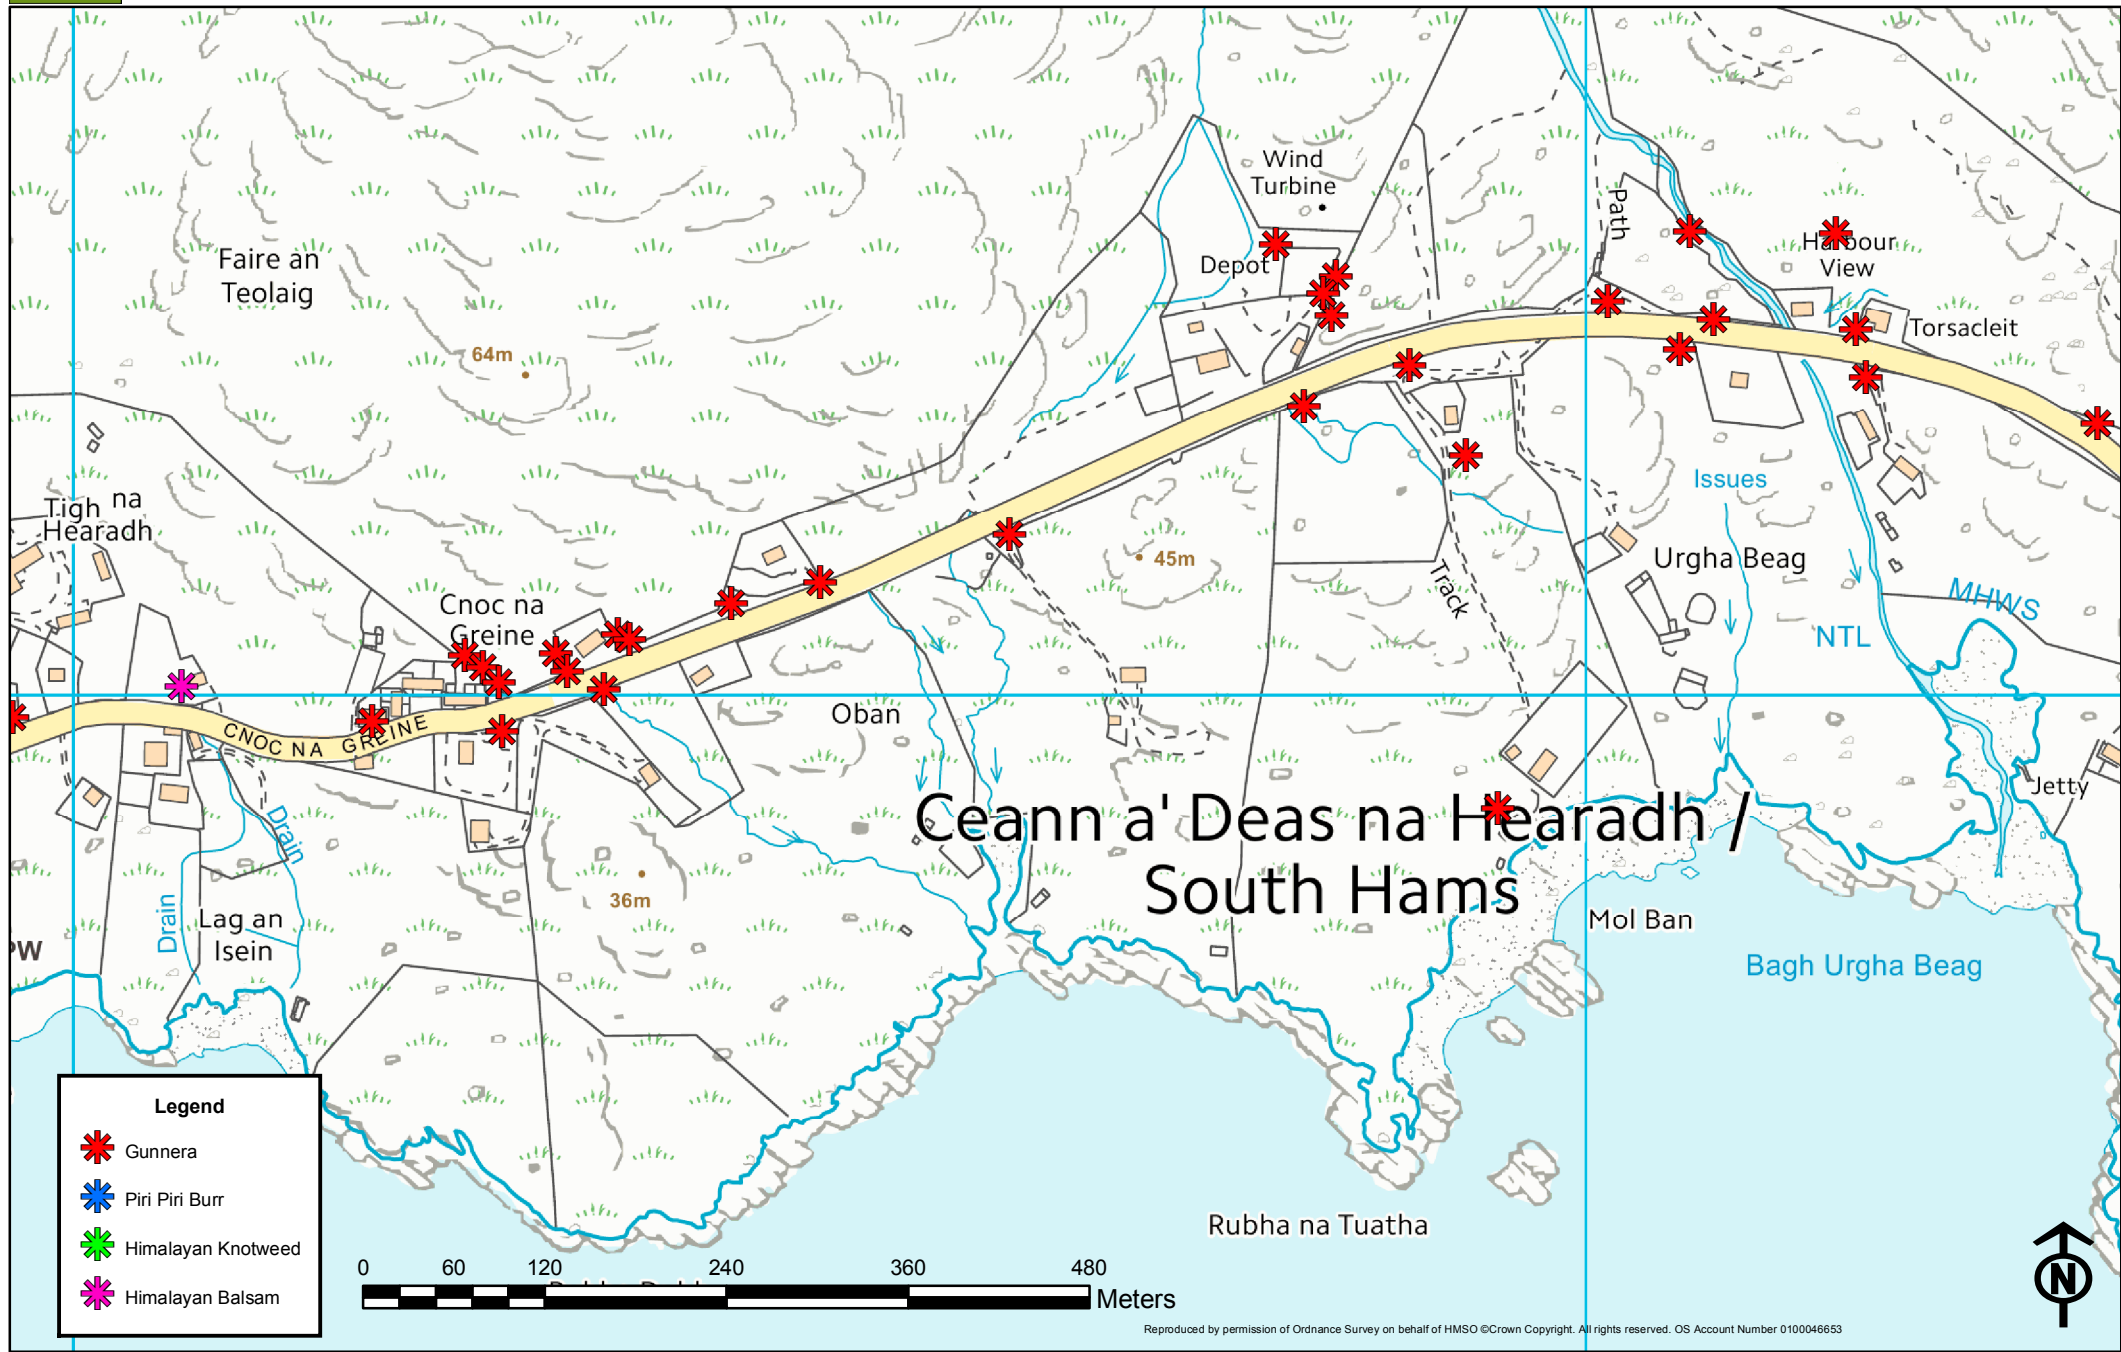 Wind
Turbine
Path
Harbour
View
Depot
Faire an
Teolaig
Torsacleit
64m
Issues
Tigh na
Hearadh
45m
Urgha Beag
Track
MHWS
Cnoc na
Greine
NTL
Oban
CNOC NA GREINE
Jetty
Ceann a' Deas na Hearadh /
South Hams
Drain
36m
Drain
Lag an
Isein
Mol Ban
PW
Bagh Urgha Beag
Legend
Gunnera
Piri Piri Burr
Himalayan Knotweed
Himalayan Balsam
Rubha na Tuatha
0 60 120 240 360 480
Meters
N
Reproduced by permission of Ordnance Survey on behalf of HMSO ©Crown Copyright. All rights reserved. OS Account Number 0100046653